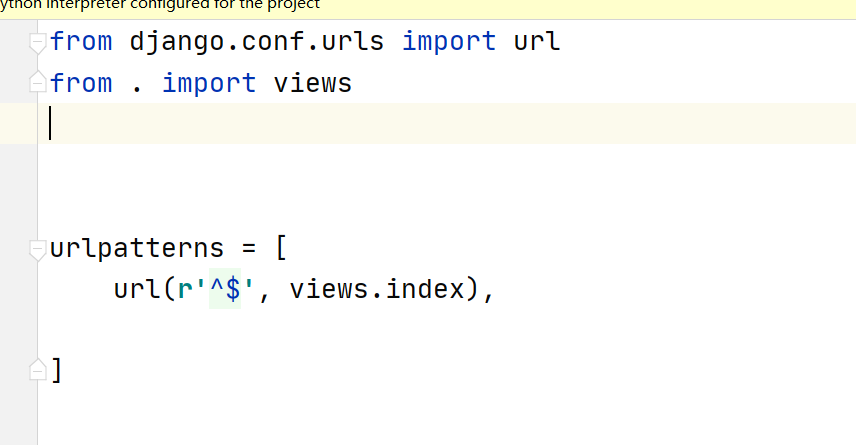 ython interpreter configured for the project
from django.conf.urls import url
from . import views
urlpatterns = [
    url(r'^$', views.index),
]